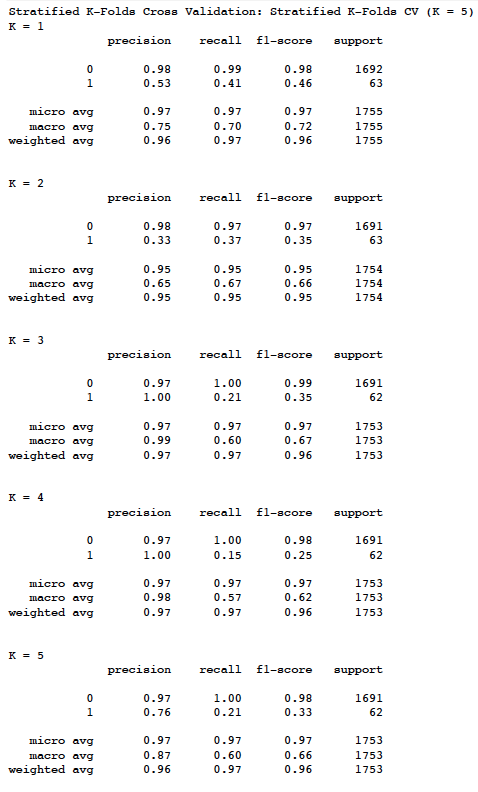 Stratified K-Folds Cross Validation: Stratified K-Folds CV (K = 5)
K = 1
precision recall f1-score support
0 0.98 0.99 0.98 1692
1 0.53 0.41 0.46 63
micro avg 0.97 0.97 0.97 1755
macro avg 0.75 0.70 0.72 1755
weighted avg 0.96 0.97 0.96 1755
K = 2
precision recall f1-score support
0 0.98 0.97 0.97 1691
1 0.33 0.37 0.35 63
micro avg 0.95 0.95 0.95 1754
macro avg 0.65 0.67 0.66 1754
weighted avg 0.95 0.95 0.95 1754
K = 3
precision recall f1-score support
0 0.97 1.00 0.99 1691
1 1.00 0.21 0.35 62
micro avg 0.97 0.97 0.97 1753
macro avg 0.99 0.60 0.67 1753
weighted avg 0.97 0.97 0.96 1753
K = 4
precision recall f1-score support
0 0.97 1.00 0.98 1691
1 1.00 0.15 0.25 62
micro avg 0.97 0.97 0.97 1753
macro avg 0.98 0.57 0.62 1753
weighted avg 0.97 0.97 0.96 1753
K = 5
precision recall f1-score support
0 0.97 1.00 0.98 1691
1 0.76 0.21 0.33 62
micro avg 0.97 0.97 0.97 1753
macro avg 0.87 0.60 0.66 1753
weighted avg 0.96 0.97 0.96 1753